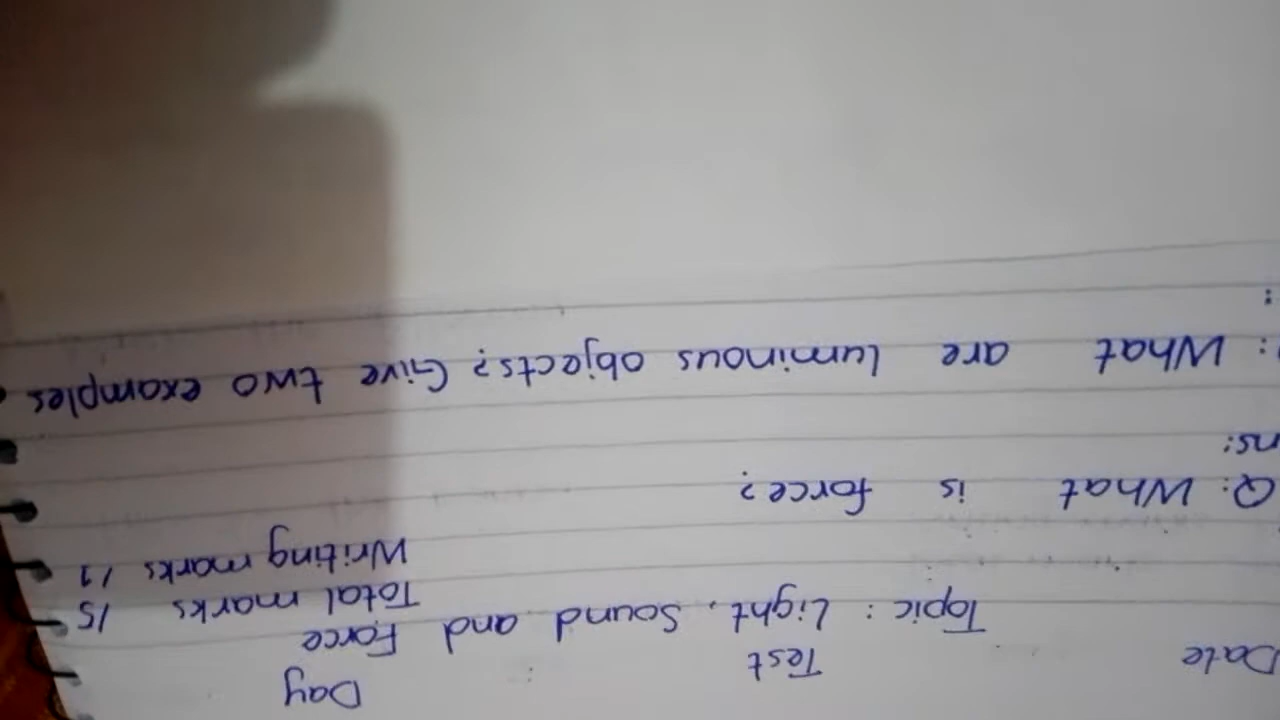 Date Test Day
Topic : Light, Sound and Force
Total marks /5
Writing marks /1
Q: What is force?
ns:
: What are luminous objects? Give two examples
: